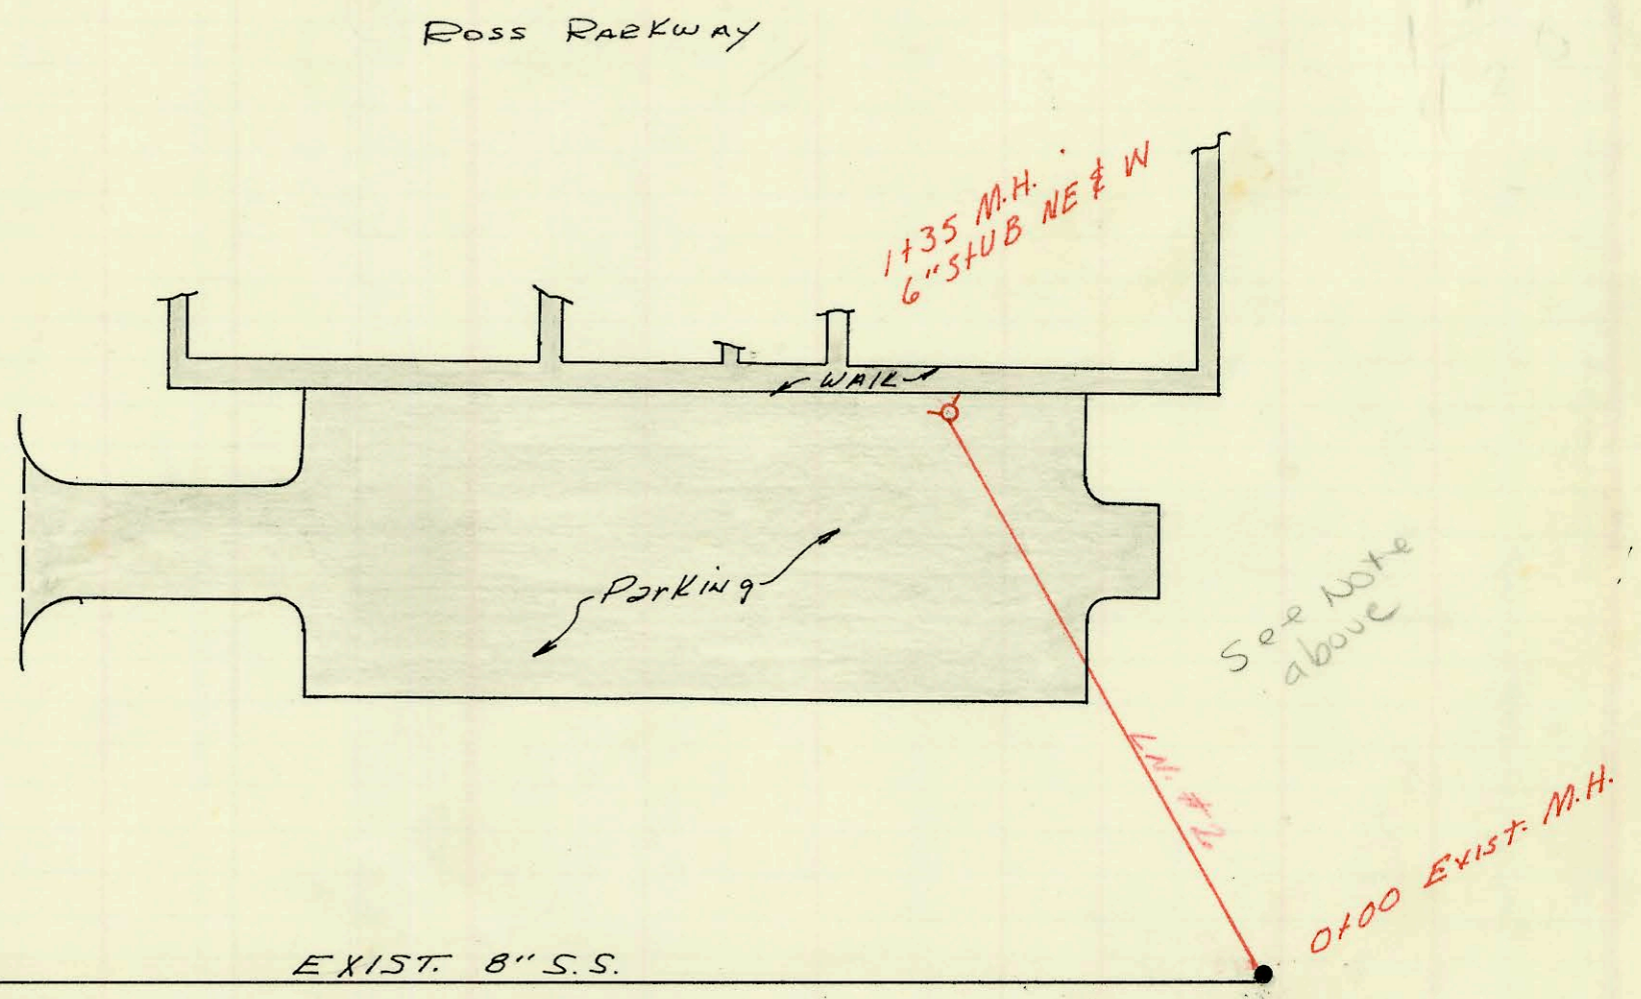 ROSS PARKWAY
1+35 M.H.
6" STUB NE & W
WALK
Parking
See Note
above
LN. #2
0+00 EXIST. M.H.
EXIST. 8" S.S.